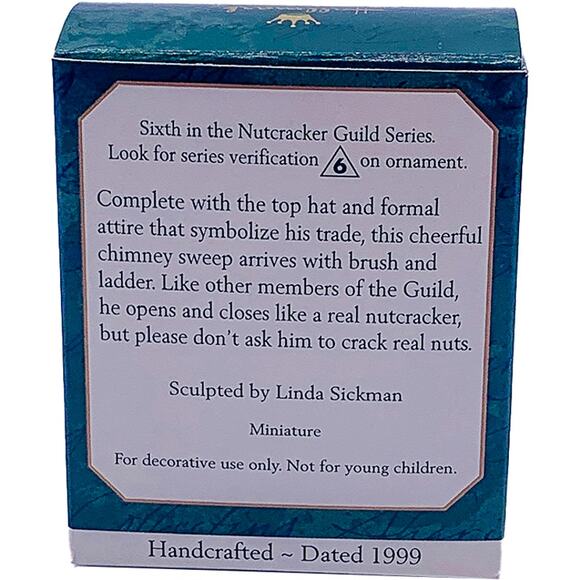 Sixth in the Nutcracker Guild Series.
Look for series verification 6 on ornament.
Complete with the top hat and formal
attire that symbolize his trade, this cheerful
chimney sweep arrives with brush and
ladder. Like other members of the Guild,
he opens and closes like a real nutcracker,
but please don't ask him to crack real nuts.
Sculpted by Linda Sickman
Miniature
For decorative use only. Not for young children.
Handcrafted ~ Dated 1999